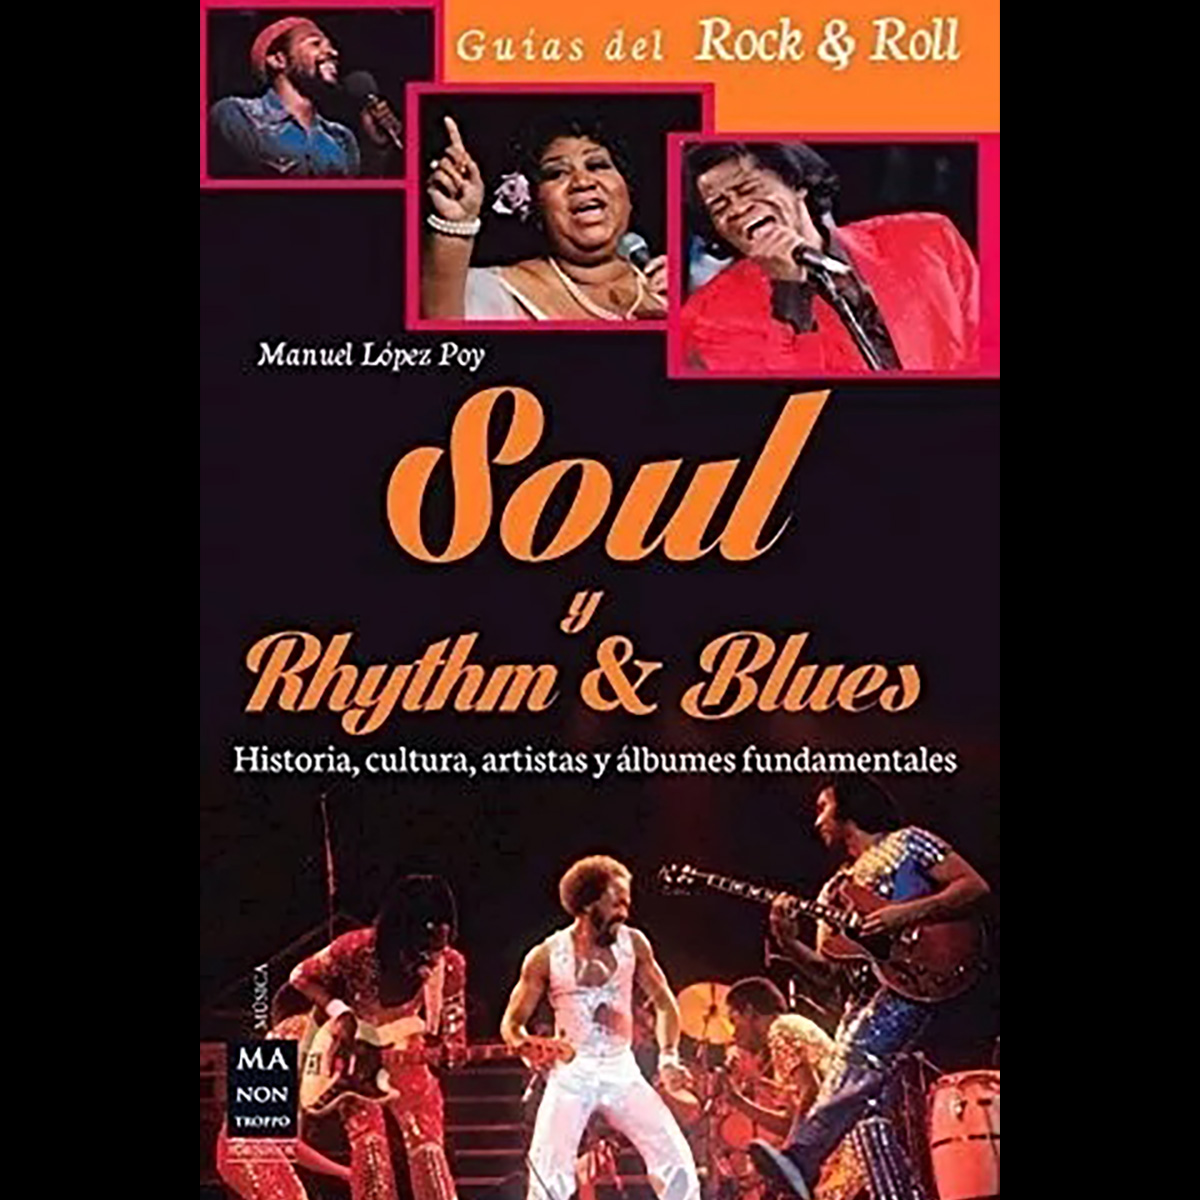 Guías del Rock & Roll
Manuel López Poy
Soul
y
Rhythm & Blues
Historia, cultura, artistas y álbumes fundamentales
MÚSICA
MA
NON
TROPPO